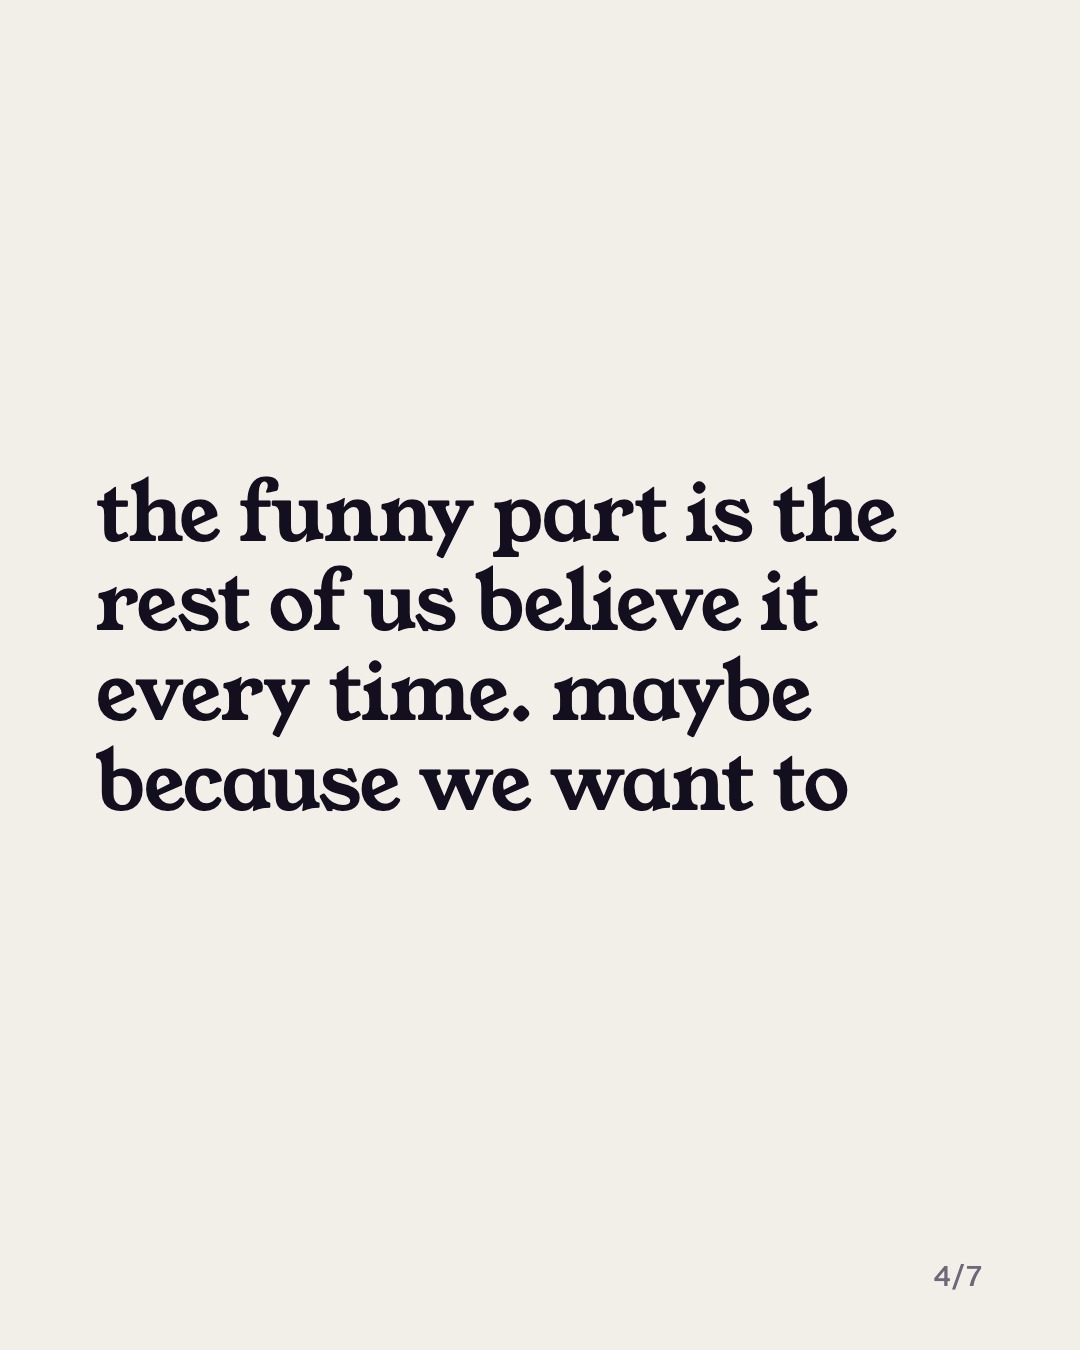 the funny part is the
rest of us believe it
every time. maybe
because we want to
4/7